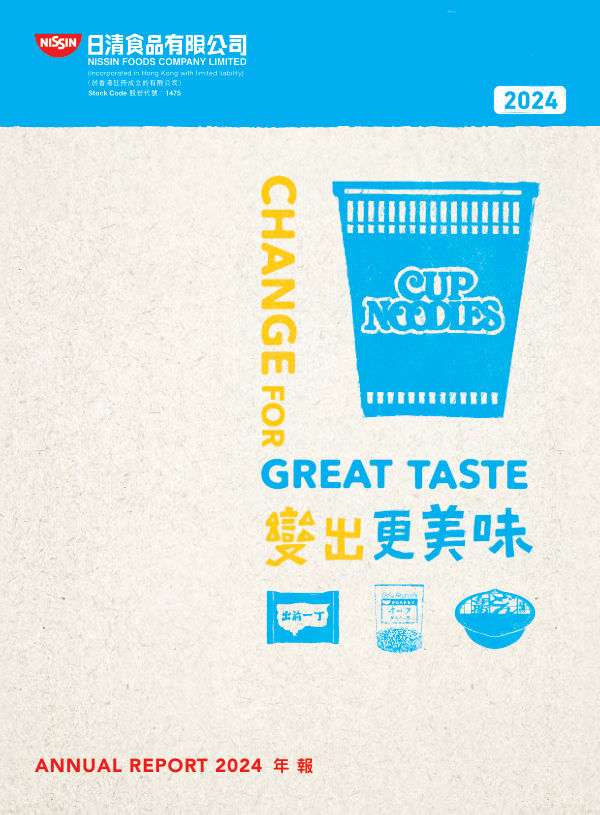 NISSIN 日清食品有限公司
NISSIN FOODS COMPANY LIMITED
(Incorporated in Hong Kong with limited liability)
(於香港註冊成立的有限公司)
Stock Code 股份代號：1475
2024
CHANGE FOR
CUP
NOODLES
GREAT TASTE
變出更美味
出前一丁
ANNUAL REPORT 2024 年報